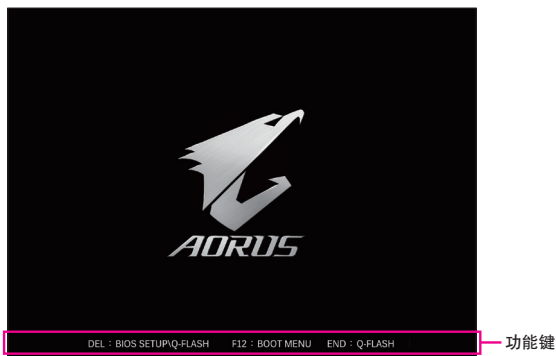 AORUS
DEL：BIOS SETUP\Q-FLASH F12：BOOT MENU END：Q-FLASH
功能键